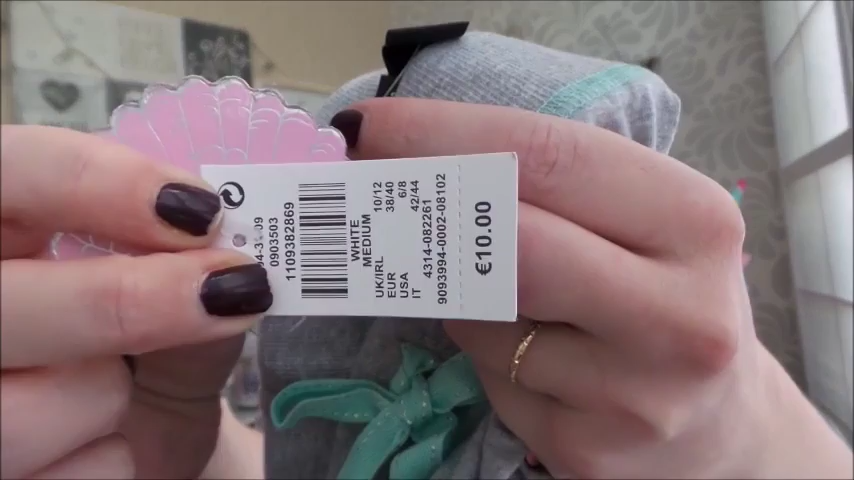 0903503
1109382869
WHITE
MEDIUM
UK/IRL 10/12
EUR 38/40
USA 6/8
IT 42/44
4314-082261
9093994-0002-08102
€10.00